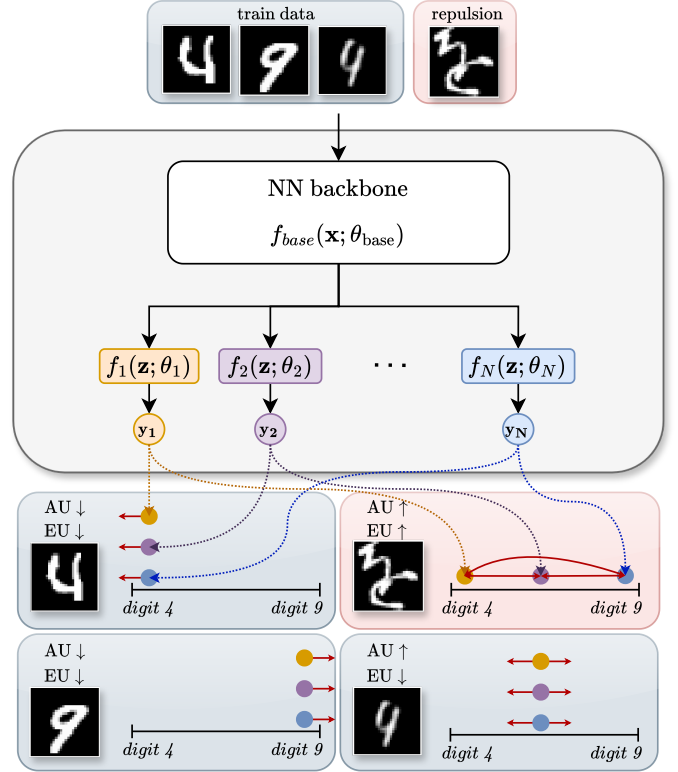 train data
repulsion
NN backbone
f_base(x; θ_base)
f_1(z; θ_1)
f_2(z; θ_2)
· · ·
f_N(z; θ_N)
y_1
y_2
y_N
AU ↓
EU ↓
digit 4
digit 9
AU ↑
EU ↑
digit 4
digit 9
AU ↓
EU ↓
digit 4
digit 9
AU ↑
EU ↓
digit 4
digit 9